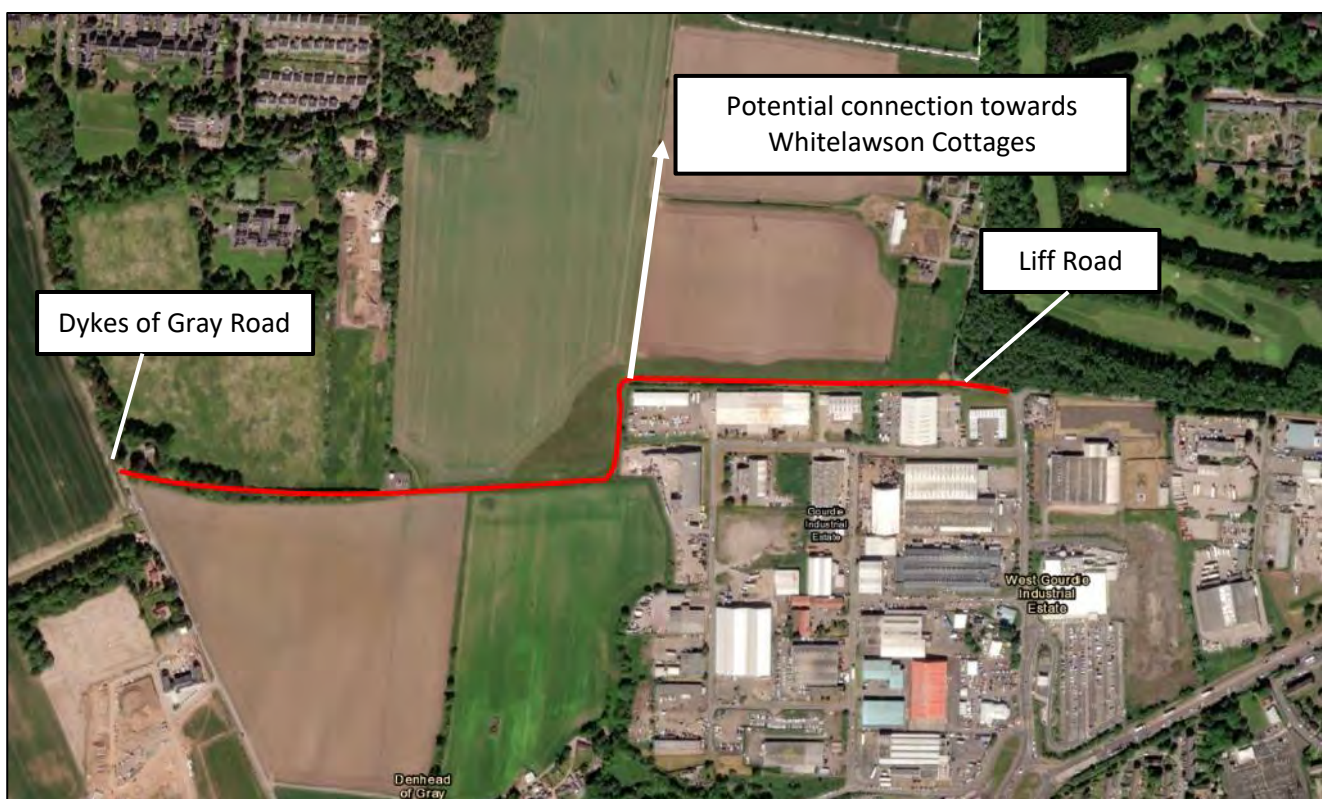 Potential connection towards
Whitelawson Cottages
Liff Road
Dykes of Gray Road
Gourdie
Industrial
Estate
West Gourdie
Industrial
Estate
Denhead
of Gray